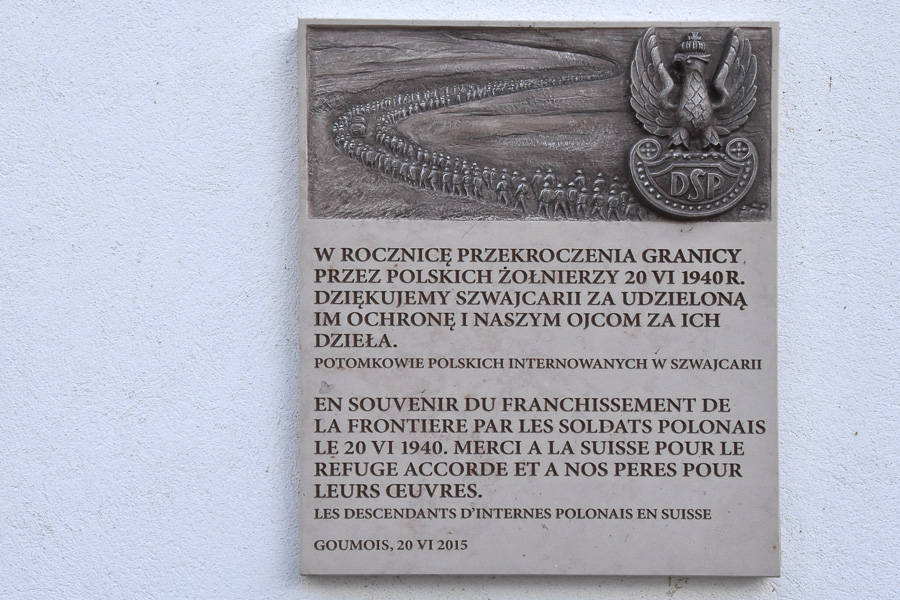 DSP
W ROCZNICĘ PRZEKROCZENIA GRANICY
PRZEZ POLSKICH ŻOŁNIERZY 20 VI 1940 R.
DZIĘKUJEMY SZWAJCARII ZA UDZIELONĄ
IM OCHRONĘ I NASZYM OJCOM ZA ICH
DZIEŁA.
POTOMKOWIE POLSKICH INTERNOWANYCH W SZWAJCARII
EN SOUVENIR DU FRANCHISSEMENT DE
LA FRONTIERE PAR LES SOLDATS POLONAIS
LE 20 VI 1940. MERCI A LA SUISSE POUR LE
REFUGE ACCORDE ET A NOS PERES POUR
LEURS ŒUVRES.
LES DESCENDANTS D'INTERNES POLONAIS EN SUISSE
GOUMOIS, 20 VI 2015